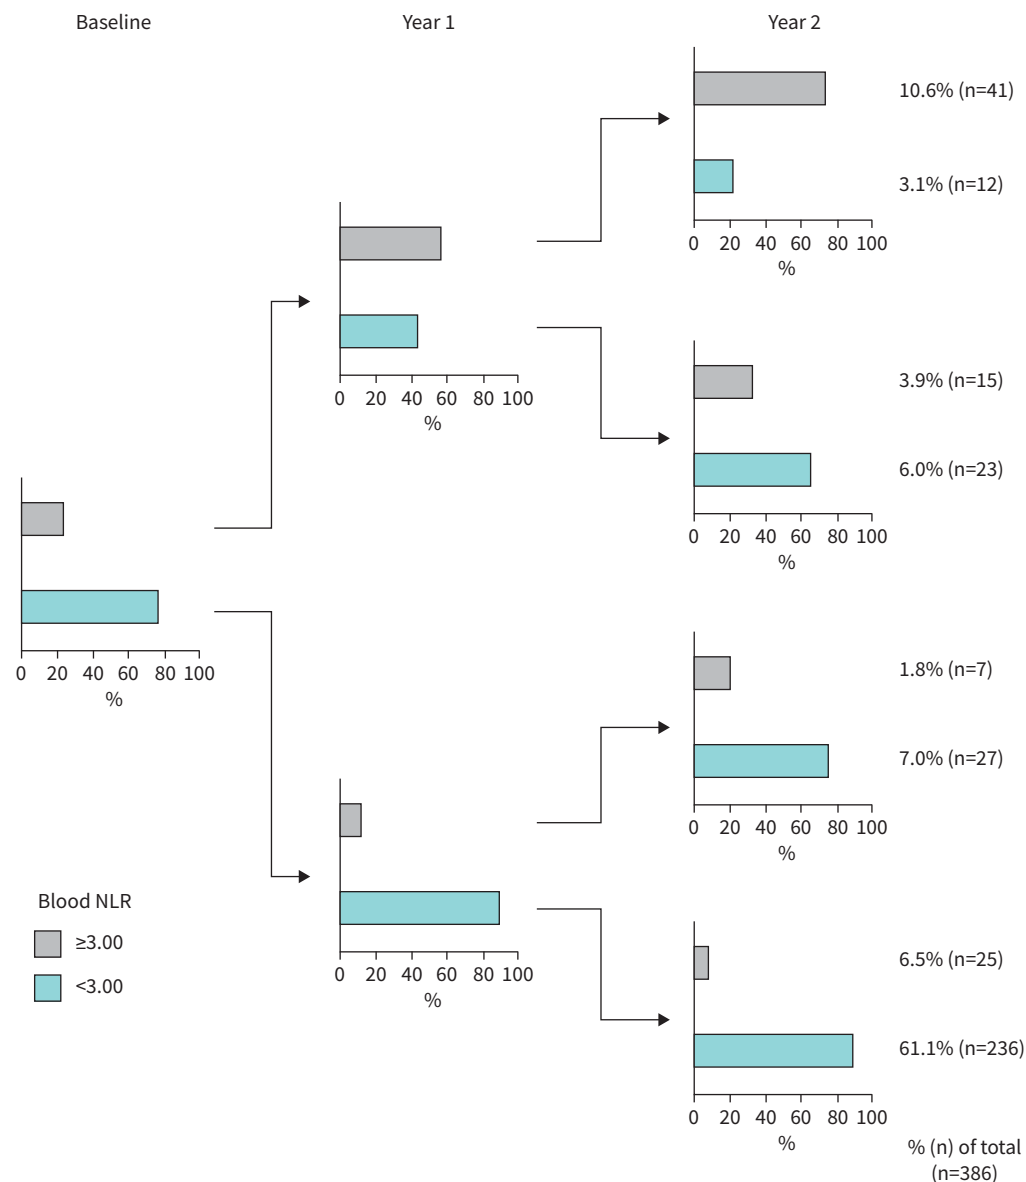 Baseline
Year 1
Year 2
10.6% (n=41)
3.1% (n=12)
0 20 40 60 80 100
%
0 20 40 60 80 100
%
3.9% (n=15)
6.0% (n=23)
0 20 40 60 80 100
%
0 20 40 60 80 100
%
1.8% (n=7)
7.0% (n=27)
0 20 40 60 80 100
%
Blood NLR
≥3.00
<3.00
0 20 40 60 80 100
%
6.5% (n=25)
61.1% (n=236)
0 20 40 60 80 100
%
% (n) of total
(n=386)